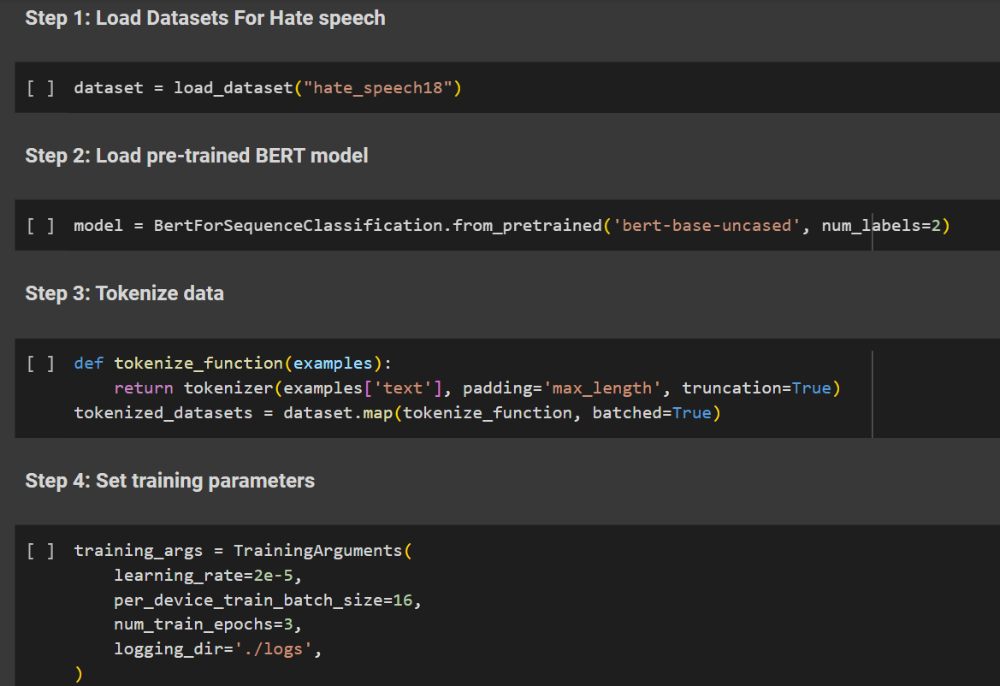 Step 1: Load Datasets For Hate speech
[ ] dataset = load_dataset("hate_speech18")
Step 2: Load pre-trained BERT model
[ ] model = BertForSequenceClassification.from_pretrained('bert-base-uncased', num_labels=2)
Step 3: Tokenize data
[ ] def tokenize_function(examples):
        return tokenizer(examples['text'], padding='max_length', truncation=True)
    tokenized_datasets = dataset.map(tokenize_function, batched=True)
Step 4: Set training parameters
[ ] training_args = TrainingArguments(
        learning_rate=2e-5,
        per_device_train_batch_size=16,
        num_train_epochs=3,
        logging_dir='./logs',
    )